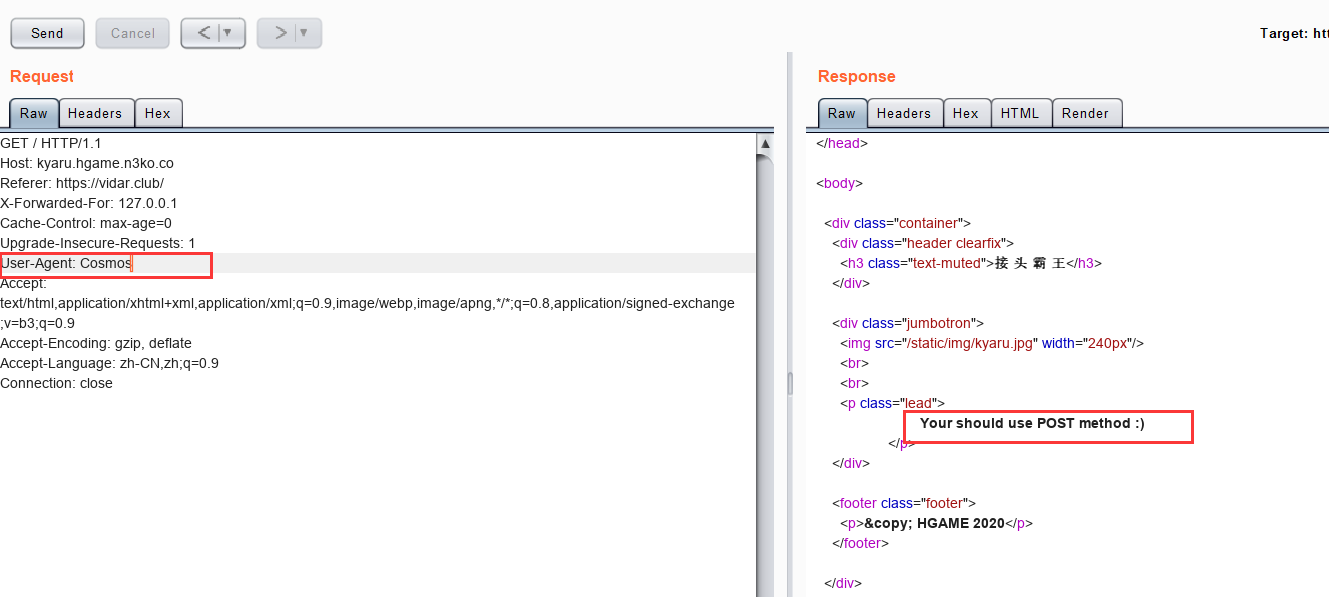 Send Cancel < ▼ > ▼ Target: htt
Request
Raw Headers Hex
GET / HTTP/1.1
Host: kyaru.hgame.n3ko.co
Referer: https://vidar.club/
X-Forwarded-For: 127.0.0.1
Cache-Control: max-age=0
Upgrade-Insecure-Requests: 1
User-Agent: Cosmos
Accept:
text/html,application/xhtml+xml,application/xml;q=0.9,image/webp,image/apng,*/*;q=0.8,application/signed-exchange
;v=b3;q=0.9
Accept-Encoding: gzip, deflate
Accept-Language: zh-CN,zh;q=0.9
Connection: close
Response
Raw Headers Hex HTML Render
</head>
<body>
<div class="container">
<div class="header clearfix">
<h3 class="text-muted">接 头 霸 王</h3>
</div>
<div class="jumbotron">
<img src="/static/img/kyaru.jpg" width="240px"/>
<br>
<br>
<p class="lead">
Your should use POST method :)
</p>
</div>
<footer class="footer">
<p>&copy; HGAME 2020</p>
</footer>
</div>